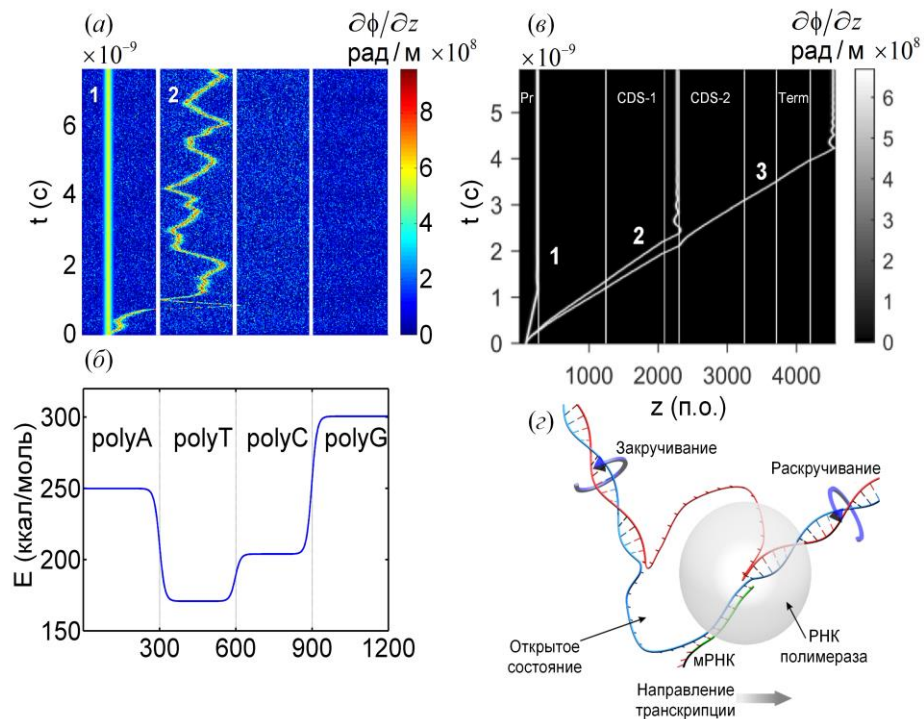 (а)
∂ϕ/∂z
рад / м ×10⁸
×10⁻⁹
1
2
t (с)
6
4
2
0
8
6
4
2
0
(б)
E (ккал/моль)
300
250
200
150
polyA
polyT
polyC
polyG
300
600
900
1200
(в)
∂ϕ/∂z
рад / м ×10⁸
×10⁻⁹
Pr
CDS-1
CDS-2
Term
1
2
3
t (с)
5
4
3
2
1
0
6
5
4
3
2
1
0
1000
2000
3000
4000
z (п.о.)
(г)
Закручивание
Раскручивание
Открытое
состояние
мРНК
РНК
полимераза
Направление
транскрипции